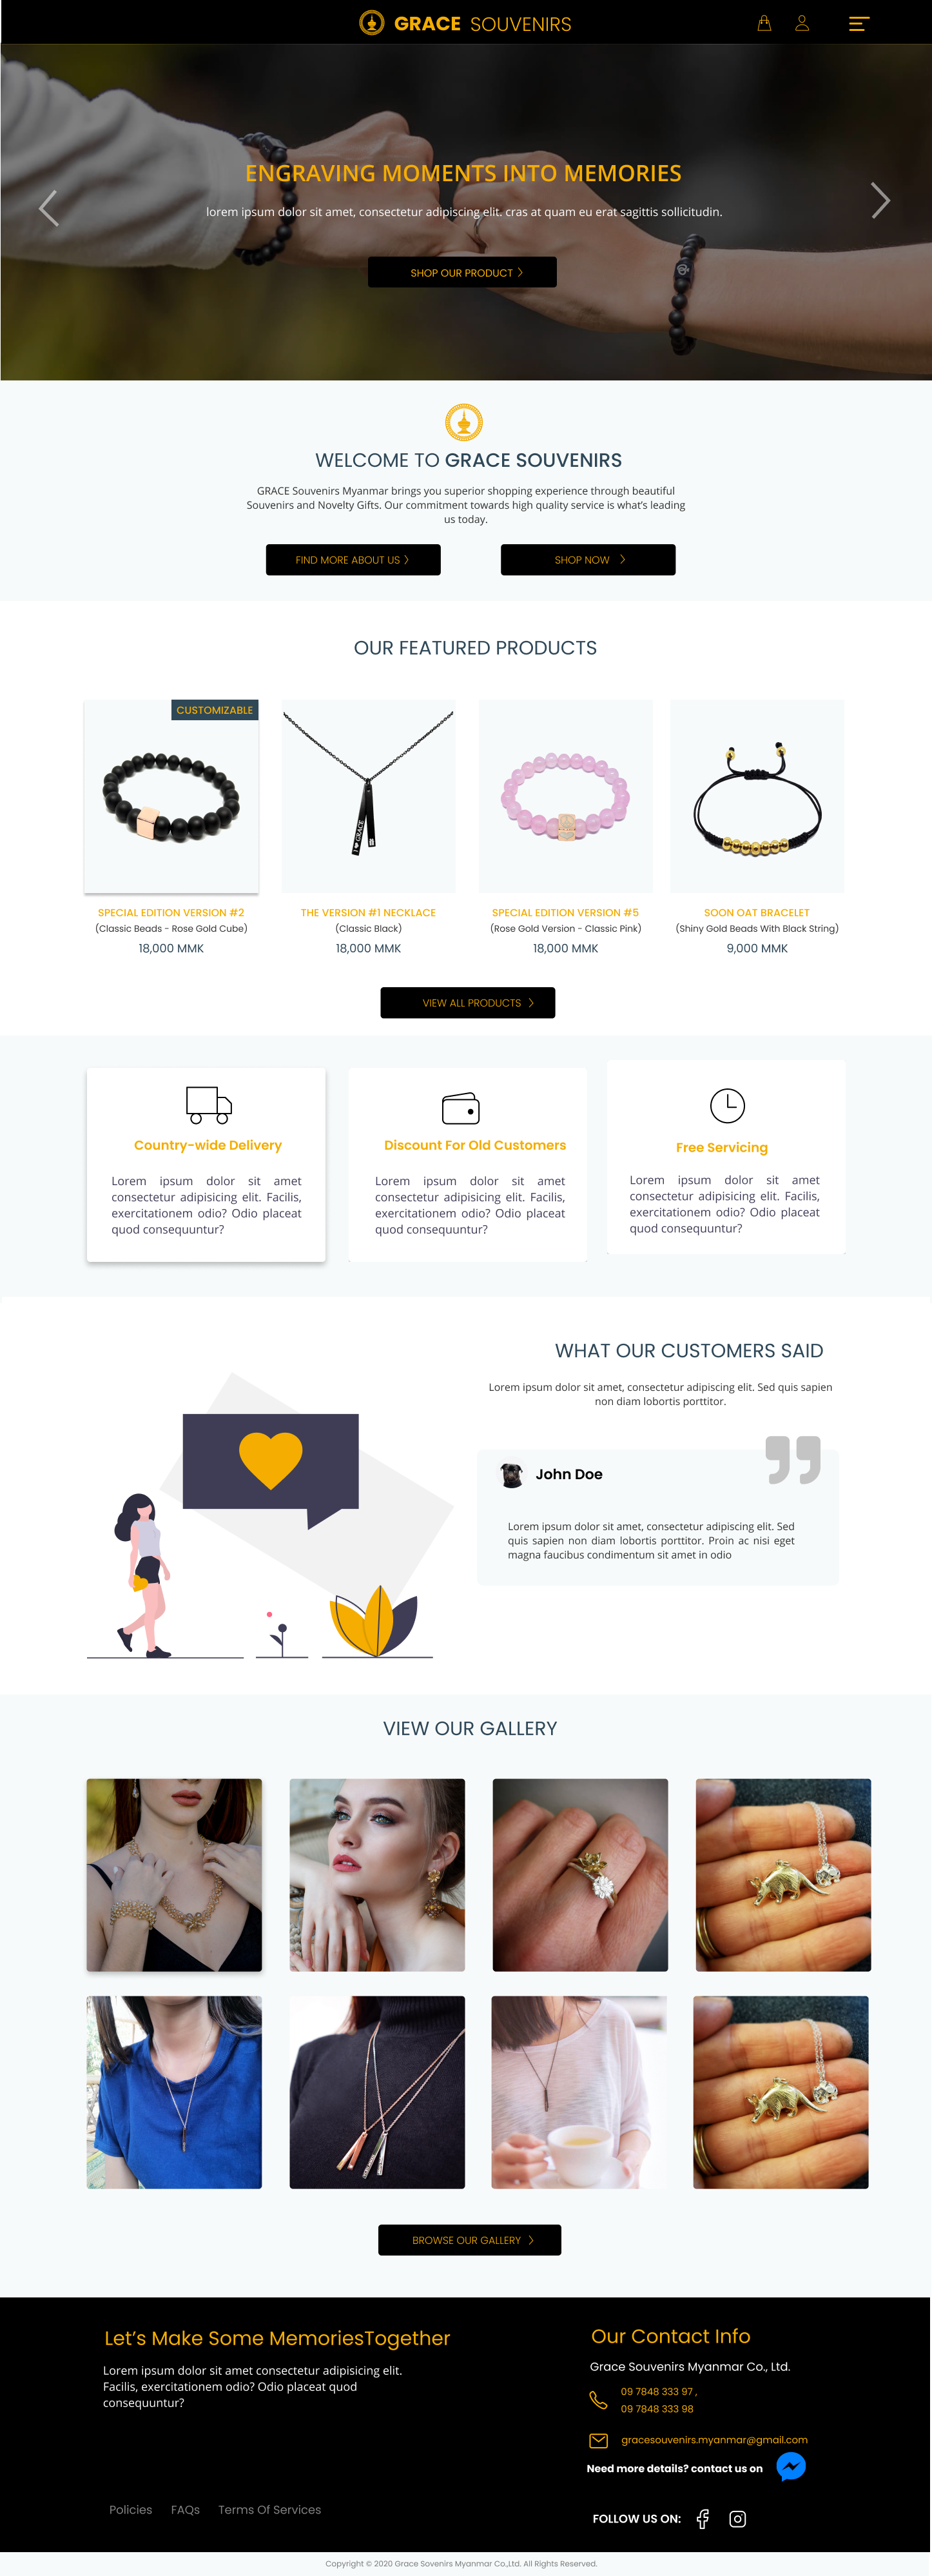 GRACE SOUVENIRS
ENGRAVING MOMENTS INTO MEMORIES
lorem ipsum dolor sit amet, consectetur adipiscing elit. cras at quam eu erat sagittis sollicitudin.
SHOP OUR PRODUCT
WELCOME TO GRACE SOUVENIRS
GRACE Souvenirs Myanmar brings you superior shopping experience through beautiful
Souvenirs and Novelty Gifts. Our commitment towards high quality service is what's leading
us today.
FIND MORE ABOUT US
SHOP NOW
OUR FEATURED PRODUCTS
CUSTOMIZABLE
I ♥ GRACE
SPECIAL EDITION VERSION #2
(Classic Beads - Rose Gold Cube)
18,000 MMK
THE VERSION #1 NECKLACE
(Classic Black)
18,000 MMK
SPECIAL EDITION VERSION #5
(Rose Gold Version - Classic Pink)
18,000 MMK
SOON OAT BRACELET
(Shiny Gold Beads With Black String)
9,000 MMK
VIEW ALL PRODUCTS
Country-wide Delivery
Lorem ipsum dolor sit amet
consectetur adipisicing elit. Facilis,
exercitationem odio? Odio placeat
quod consequuntur?
Discount For Old Customers
Lorem ipsum dolor sit amet
consectetur adipisicing elit. Facilis,
exercitationem odio? Odio placeat
quod consequuntur?
Free Servicing
Lorem ipsum dolor sit amet
consectetur adipisicing elit. Facilis,
exercitationem odio? Odio placeat
quod consequuntur?
WHAT OUR CUSTOMERS SAID
Lorem ipsum dolor sit amet, consectetur adipiscing elit. Sed quis sapien
non diam lobortis porttitor.
John Doe
Lorem ipsum dolor sit amet, consectetur adipiscing elit. Sed
quis sapien non diam lobortis porttitor. Proin ac nisi eget
magna faucibus condimentum sit amet in odio
VIEW OUR GALLERY
BROWSE OUR GALLERY
Let's Make Some MemoriesTogether
Lorem ipsum dolor sit amet consectetur adipisicing elit.
Facilis, exercitationem odio? Odio placeat quod
consequuntur?
Policies FAQs Terms Of Services
Our Contact Info
Grace Souvenirs Myanmar Co., Ltd.
09 7848 333 97 ,
09 7848 333 98
gracesouvenirs.myanmar@gmail.com
Need more details? contact us on
FOLLOW US ON:
Copyright © 2020 Grace Sovenirs Myanmar Co.,Ltd. All Rights Reserved.